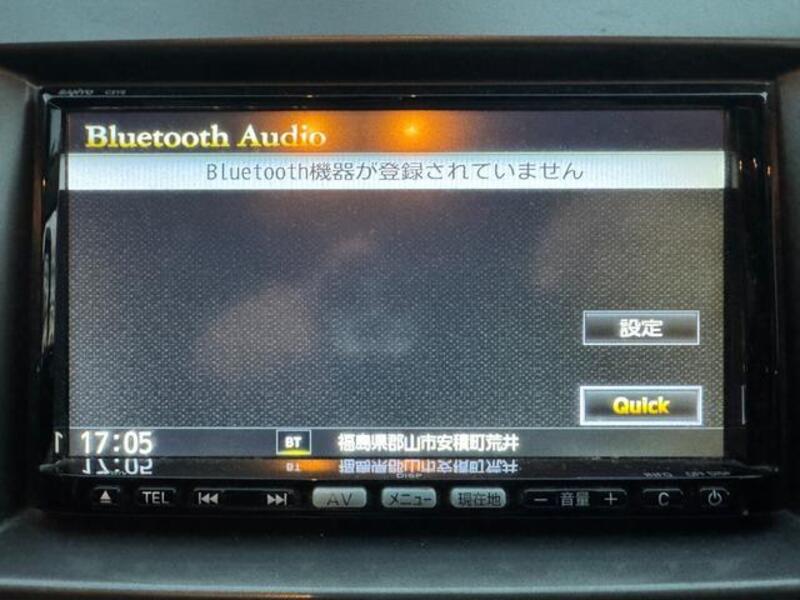 SANYO
Bluetooth Audio
Bluetooth機器が登録されていません
設定
Quick
17:05 BT 福島県郡山市安積町荒井
DISP
TEL AV メニュー 現在地 － 音量 ＋ C